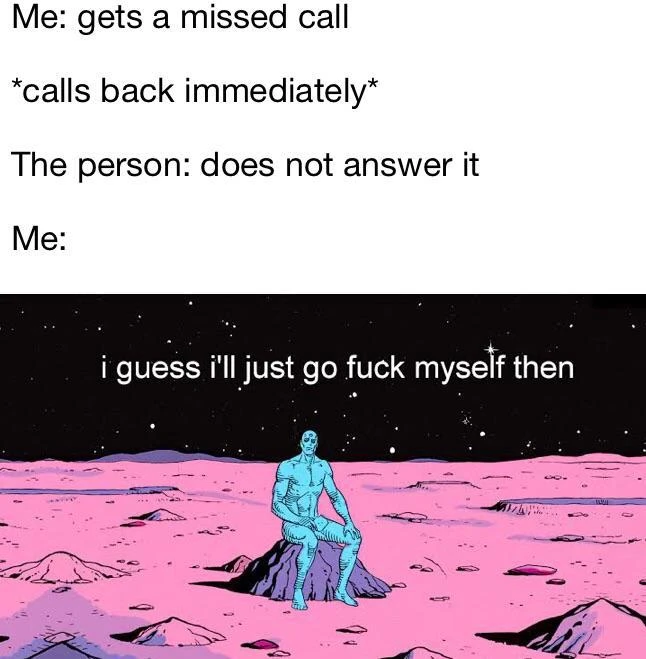 Me: gets a missed call
*calls back immediately*
The person: does not answer it
Me:
i guess i'll just go fuck myself then